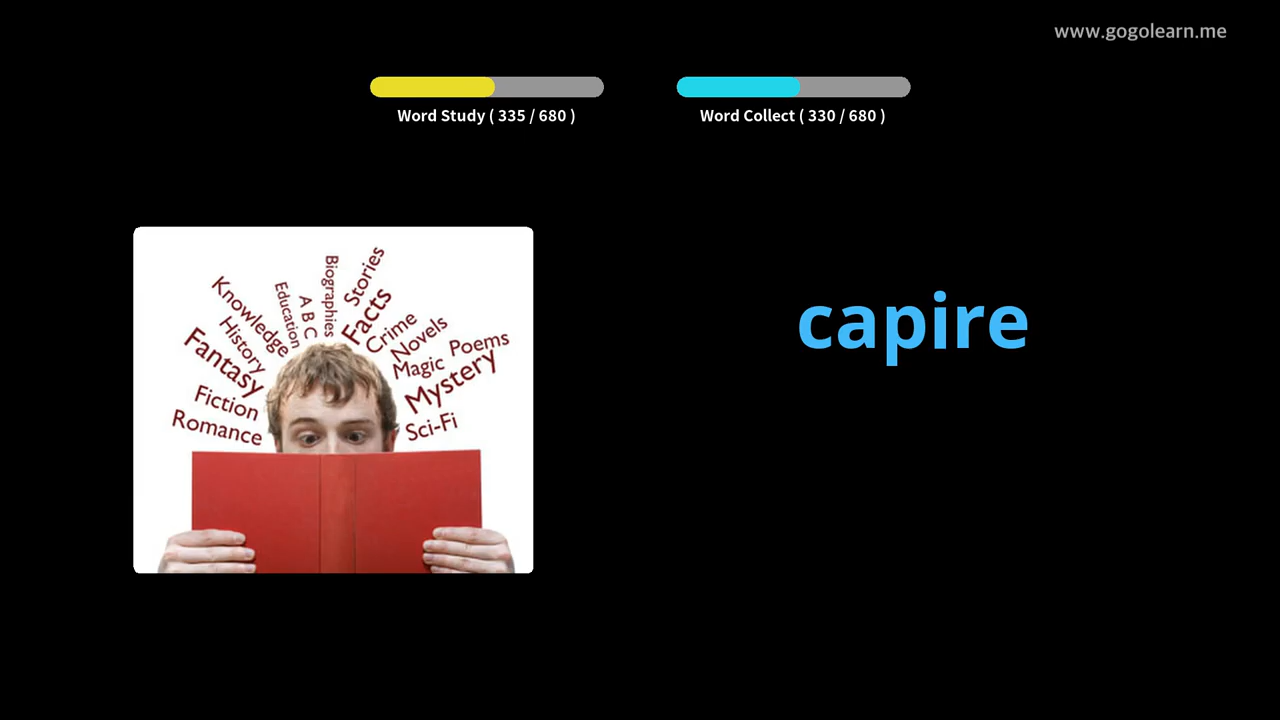 www.gogolearn.me
Word Study ( 335 / 680 )
Word Collect ( 330 / 680 )
capire
Biographies
Stories
Education
A B C
Facts
Knowledge
History
Crime
Novels
Poems
Fantasy
Magic
Mystery
Fiction
Romance
Sci-Fi